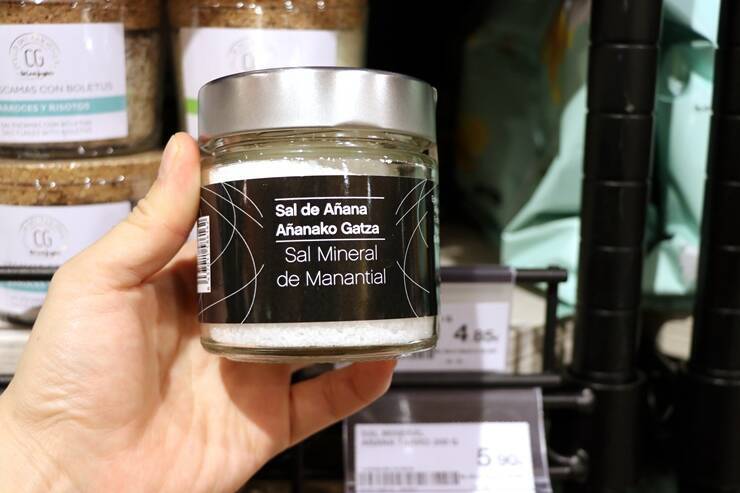 CG
SCAMAS CON BOLETUS
ARROCES Y RISOTOS
CG
Sal de Añana
Añanako Gatza
Sal Mineral
de Manantial
4.85
SAL MINERAL
5.90